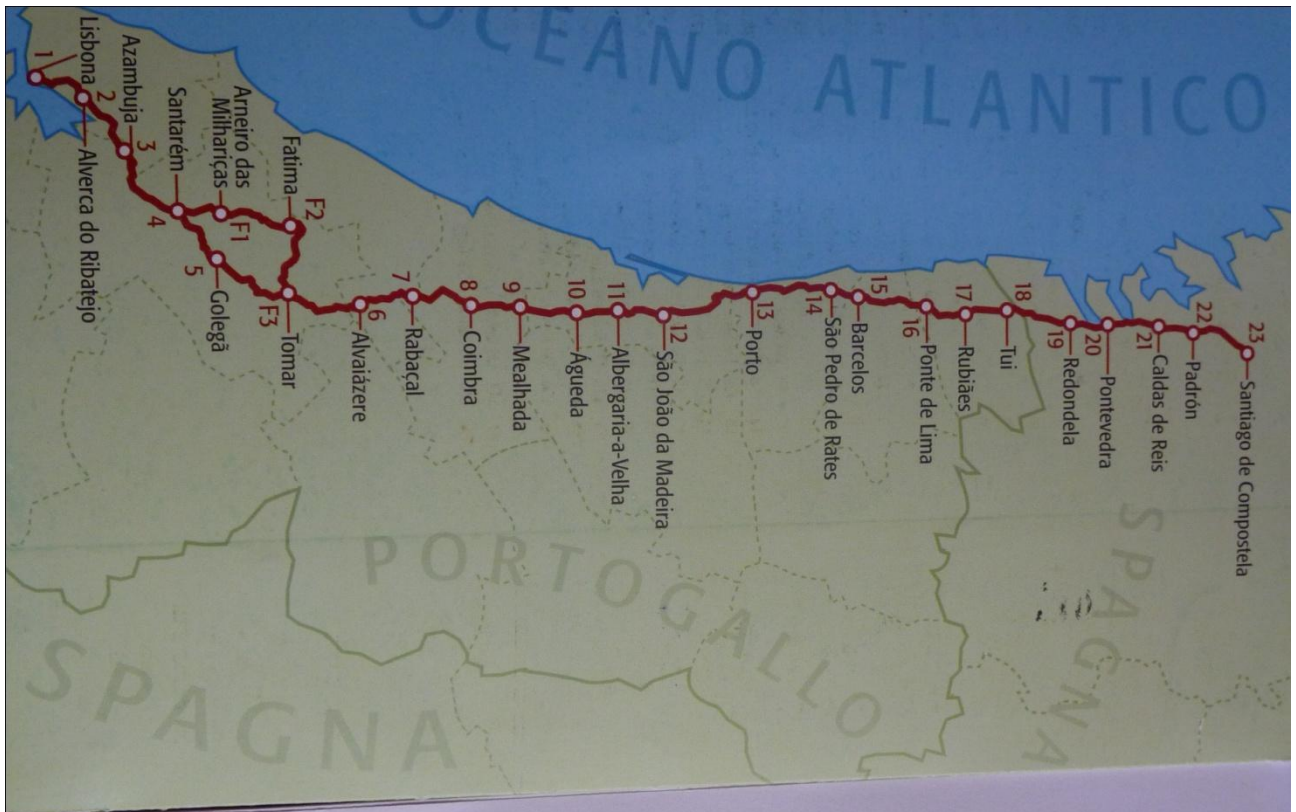 OCEANO ATLANTICO
23
Santiago de Compostela
22
Padrón
21
Caldas de Reis
20
Pontevedra
19
Redondela
SPAGNA
18
Tui
17
Rubiães
16
Ponte de Lima
15
Barcelos
14
São Pedro de Rates
13
Porto
12
São João da Madeira
11
Albergaria-a-Velha
10
Águeda
9
Mealhada
8
Coimbra
7
Rabaçal
6
Alvaiázere
PORTOGALLO
F2
Fatima
F3
Tomar
F1
Arneiro das
Milhariças
5
Golegã
4
Santarém
3
Azambuja
2
Alverca do Ribatejo
1
Lisbona
SPAGNA